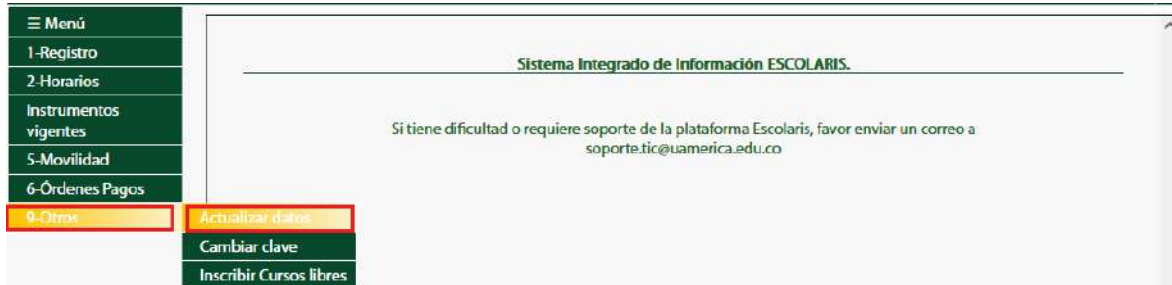 ☰ Menú
1-Registro
2-Horarios
Instrumentos
vigentes
5-Movilidad
6-Órdenes Pagos
9-Otros
Actualizar datos
Cambiar clave
Inscribir Cursos libres
Sistema Integrado de Información ESCOLARIS.
Si tiene dificultad o requiere soporte de la plataforma Escolaris, favor enviar un correo a
soporte.tic@uamerica.edu.co